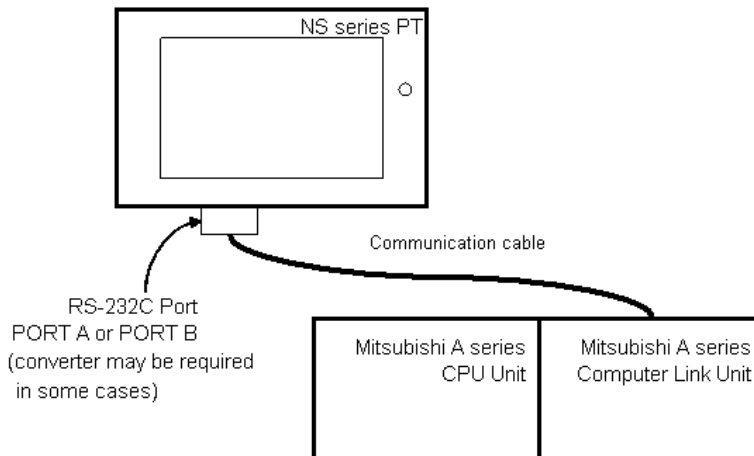 NS series PT
Communication cable
RS-232C Port
PORT A or PORT B
(converter may be required
in some cases)
Mitsubishi A series
CPU Unit
Mitsubishi A series
Computer Link Unit